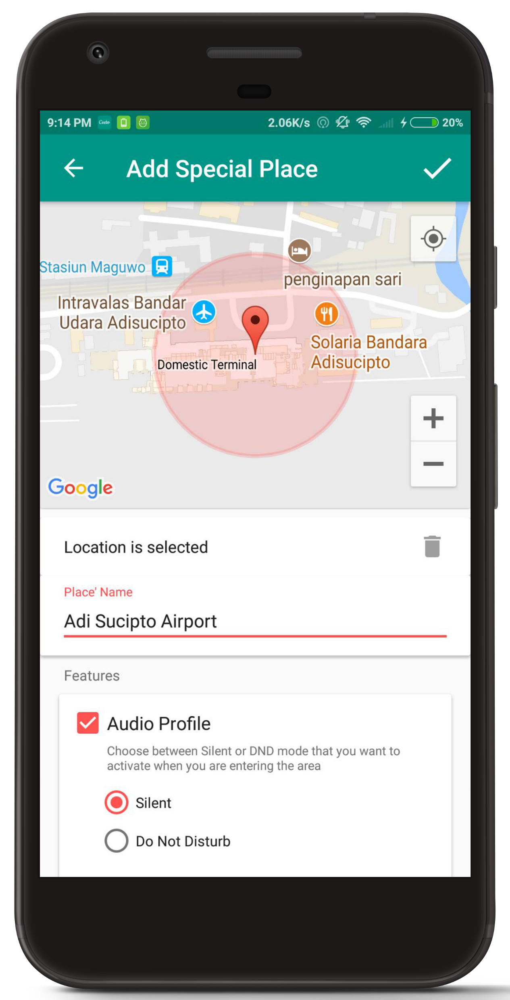 9:14 PM Ceelo 2.06K/s 20%
Add Special Place
Stasiun Maguwo
penginapan sari
Intravalas Bandar
Udara Adisucipto
Solaria Bandara
Adisucipto
Domestic Terminal
Google
Location is selected
Place' Name
Adi Sucipto Airport
Features
Audio Profile
Choose between Silent or DND mode that you want to
activate when you are entering the area
Silent
Do Not Disturb